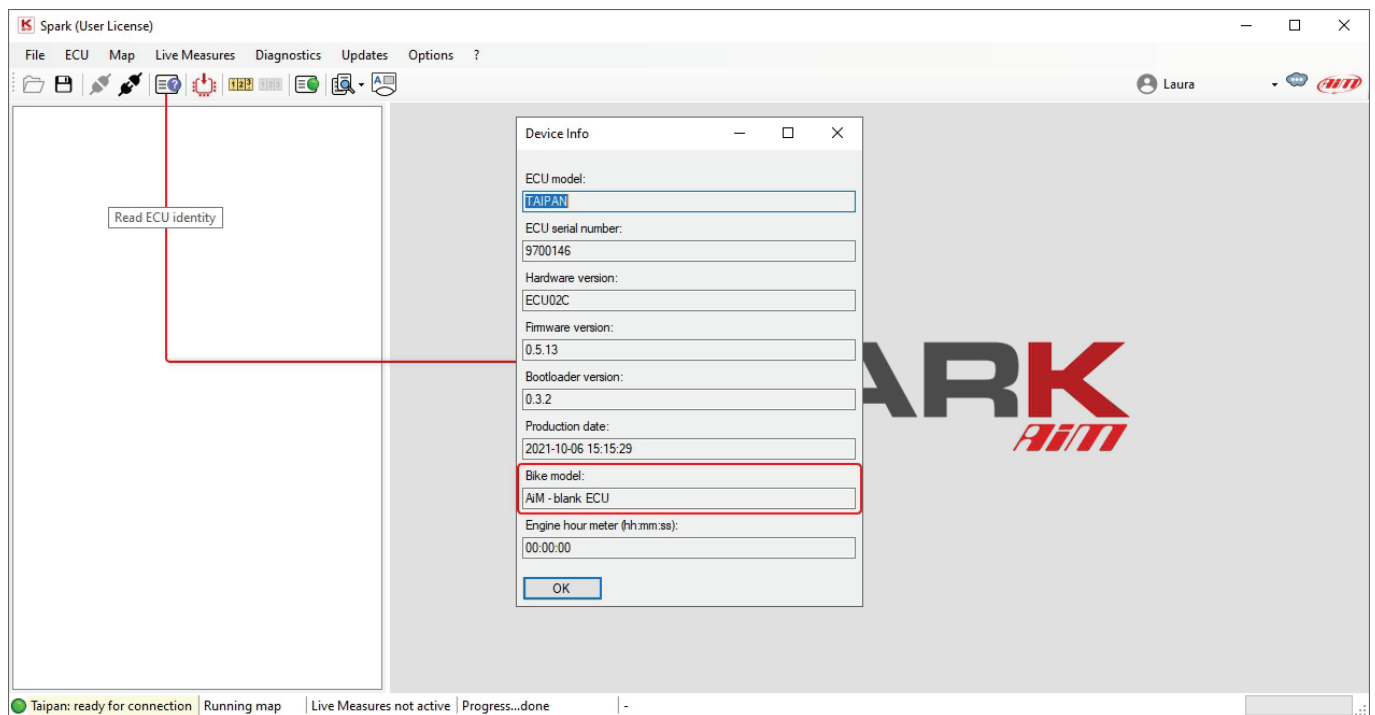 Spark (User License)
File ECU Map Live Measures Diagnostics Updates Options ?
Laura
AiM
Device Info
ECU model:
TAIPAN
Read ECU identity
ECU serial number:
9700146
Hardware version:
ECU02C
Firmware version:
0.5.13
Bootloader version:
0.3.2
ARK
AiM
Production date:
2021-10-06 15:15:29
Bike model:
AiM - blank ECU
Engine hour meter (hh:mm:ss):
00:00:00
OK
Taipan: ready for connection Running map Live Measures not active Progress...done -